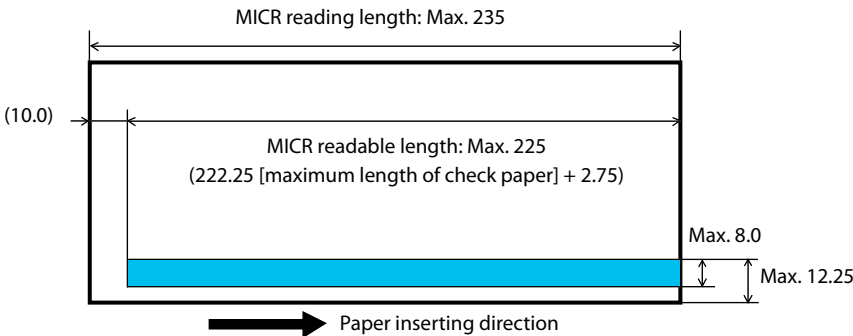 MICR reading length: Max. 235
(10.0)
MICR readable length: Max. 225
(222.25 [maximum length of check paper] + 2.75)
Max. 8.0
Max. 12.25
Paper inserting direction